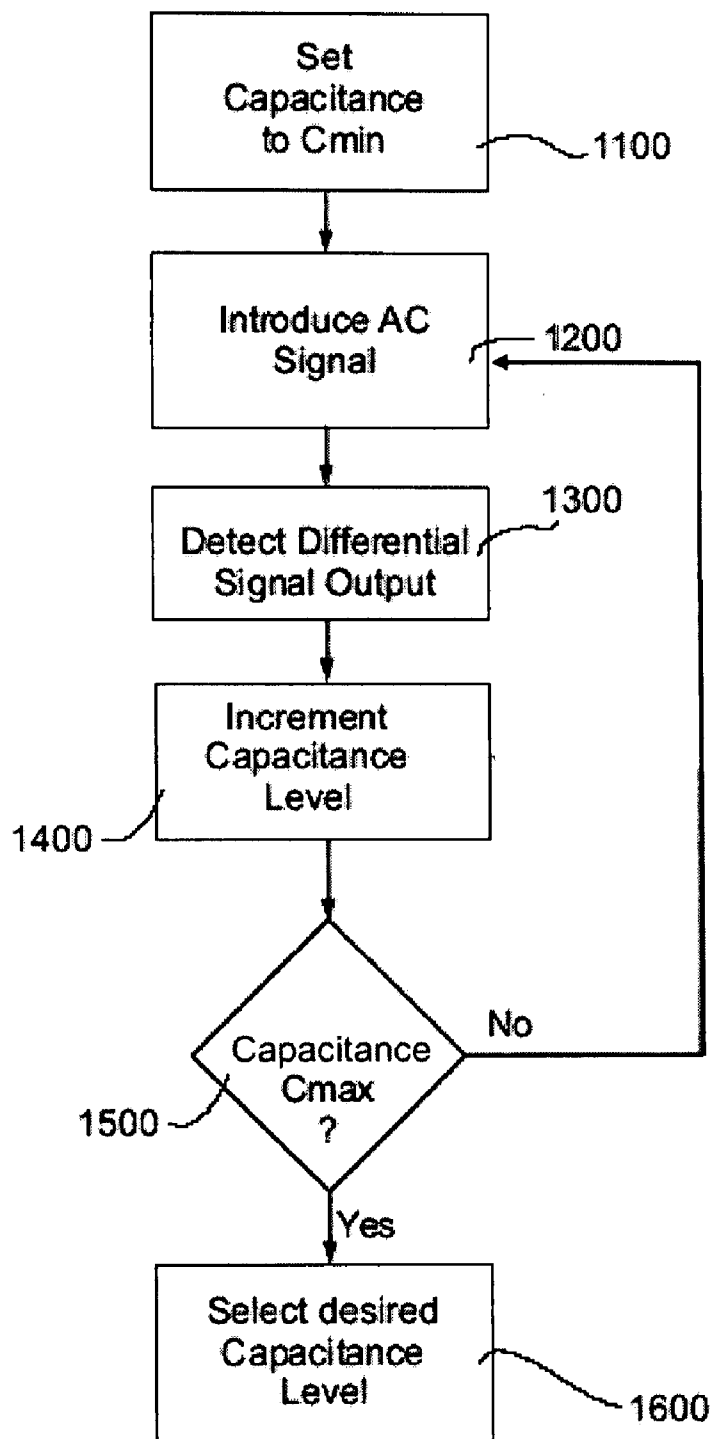 Set
Capacitance
to Cmin
1100
Introduce AC
Signal
1200
1300
Detect Differential
Signal Output
Increment
Capacitance
Level
1400
No
Capacitance
Cmax
?
1500
Yes
Select desired
Capacitance
Level
1600